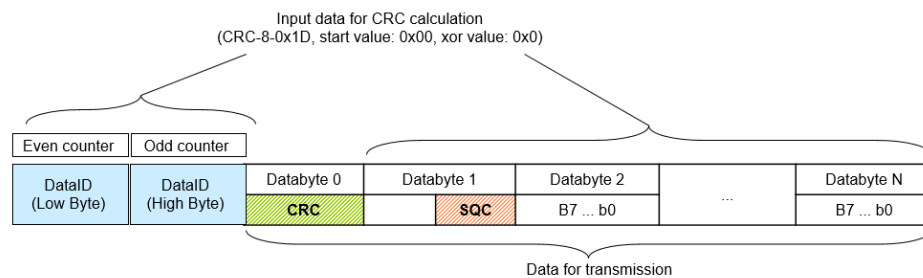 Input data for CRC calculation
(CRC-8-0x1D, start value: 0x00, xor value: 0x0)
Even counter
Odd counter
DataID
(Low Byte)
DataID
(High Byte)
Databyte 0
Databyte 1
Databyte 2
...
Databyte N
CRC
SQC
B7 ... b0
B7 ... b0
Data for transmission